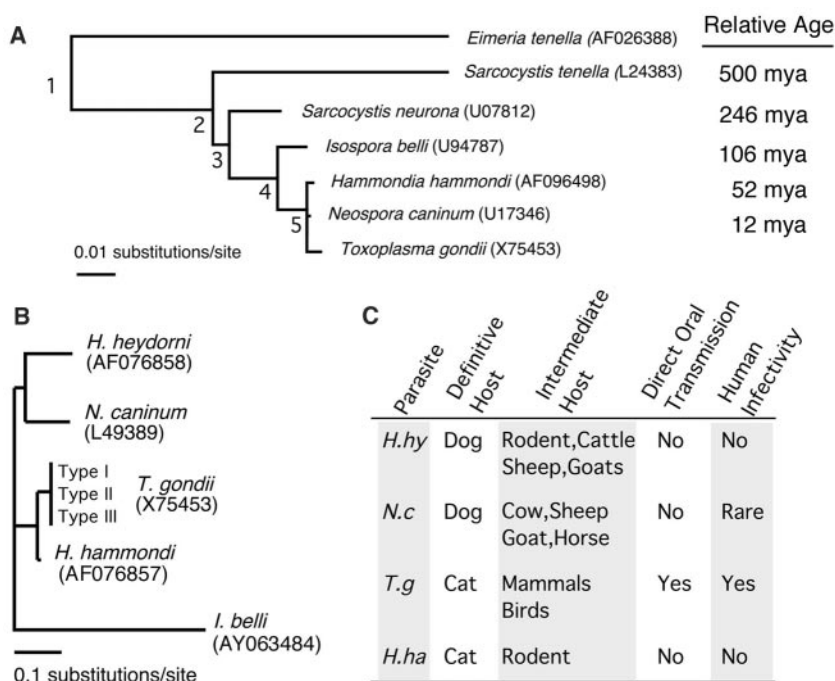 A
Relative Age
Eimeria tenella (AF026388)
1
Sarcocystis tenella (L24383)
500 mya
2
Sarcocystis neurona (U07812)
246 mya
3
Isospora belli (U94787)
106 mya
4
Hammondia hammondi (AF096498)
52 mya
5
Neospora caninum (U17346)
12 mya
0.01 substitutions/site
Toxoplasma gondii (X75453)
B
H. heydorni
(AF076858)
N. caninum
(L49389)
Type I
Type II
Type III
T. gondii
(X75453)
H. hammondi
(AF076857)
I. belli
(AY063484)
0.1 substitutions/site
C
Parasite
Definitive
Host
Intermediate
Host
Direct Oral
Transmission
Human
Infectivity
H.hy Dog Rodent,Cattle No No
Sheep,Goats
N.c Dog Cow,Sheep No Rare
Goat,Horse
T.g Cat Mammals Yes Yes
Birds
H.ha Cat Rodent No No